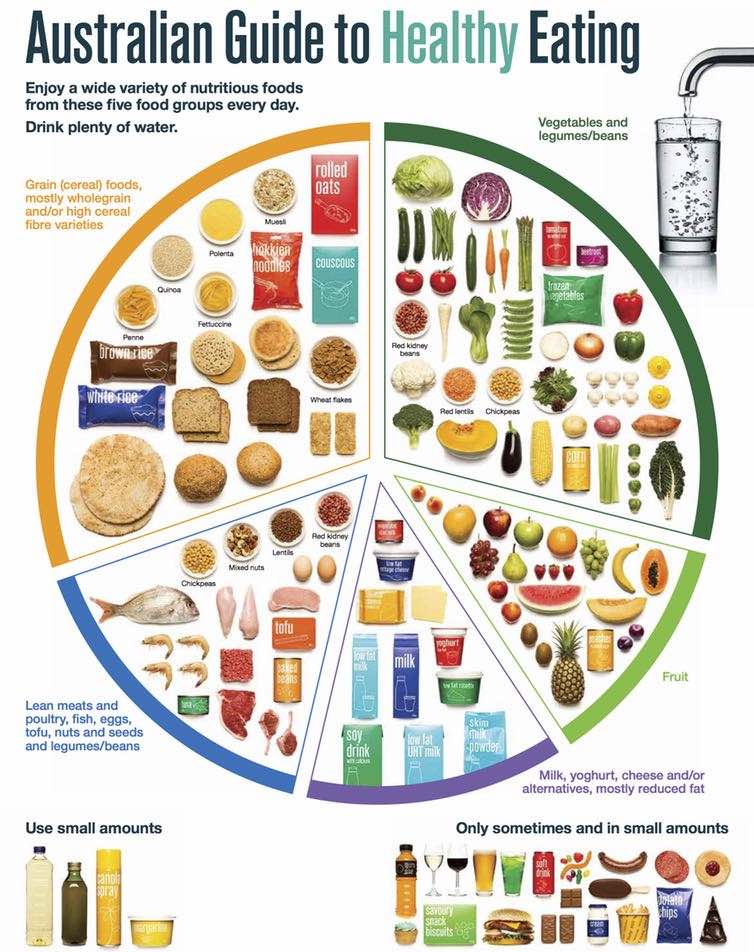 Australian Guide to Healthy Eating
Enjoy a wide variety of nutritious foods
from these five food groups every day.
Drink plenty of water.
Grain (cereal) foods,
mostly wholegrain
and/or high cereal
fibre varieties
Muesli
rolled
oats
Polenta
hokkien
noodles
couscous
Quinoa
Fettuccine
Penne
brown rice
white rice
Wheat flakes
Vegetables and
legumes/beans
tomatoes
beetroot
frozen
vegetables
Red kidney
beans
Red lentils
Chickpeas
corn
Lean meats and
poultry, fish, eggs,
tofu, nuts and seeds
and legumes/beans
Chickpeas
Mixed nuts
Lentils
Red kidney
beans
tofu
baked
beans
tuna
low fat
cottage cheese
low fat
milk
milk
yoghurt
low fat ricotta
soy
drink
with calcium
low fat
UHT milk
skim
milk
powder
Milk, yoghurt, cheese and/or
alternatives, mostly reduced fat
peaches
Fruit
Use small amounts
canola
spray
margarine
Only sometimes and in small amounts
soft
drink
savoury
snack
biscuits
cream
potato
chips